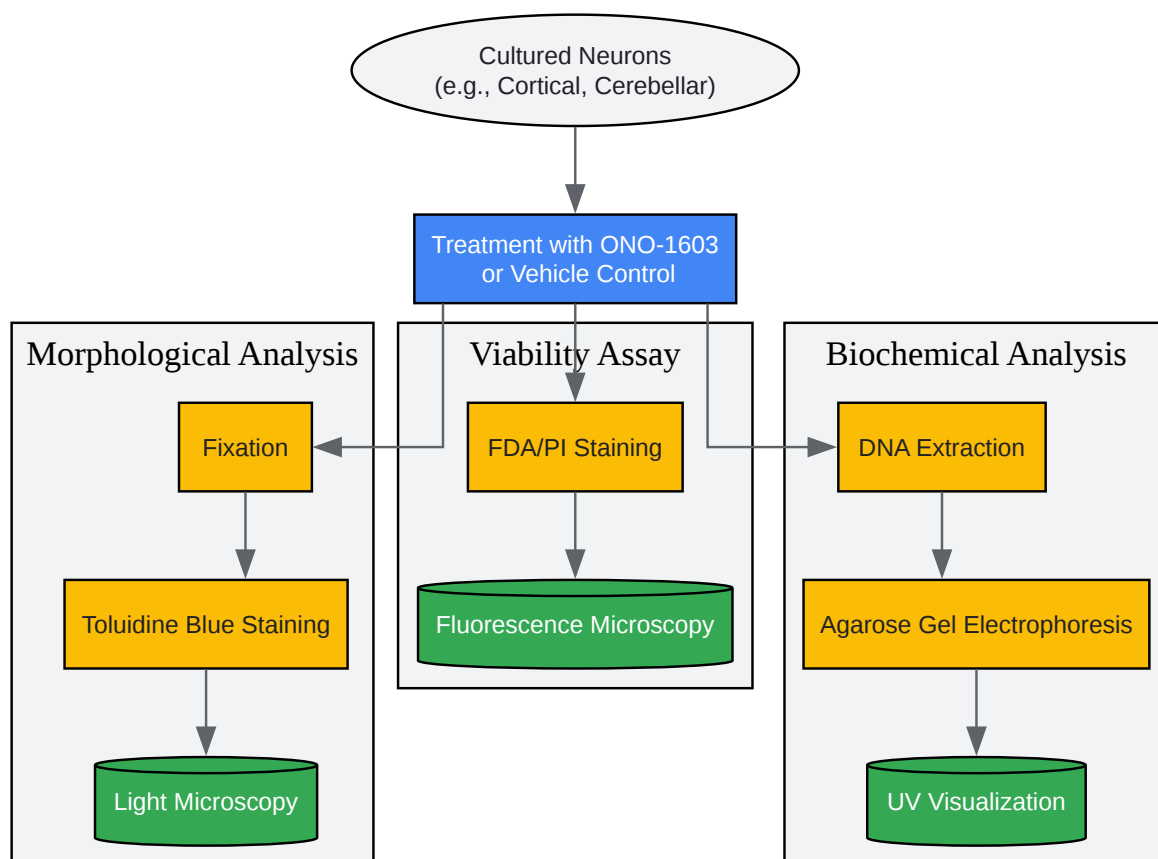 Cultured Neurons
(e.g., Cortical, Cerebellar)
Treatment with ONO-1603
or Vehicle Control
Morphological Analysis
Viability Assay
Biochemical Analysis
Fixation
FDA/PI Staining
DNA Extraction
Toluidine Blue Staining
Fluorescence Microscopy
Agarose Gel Electrophoresis
Light Microscopy
UV Visualization